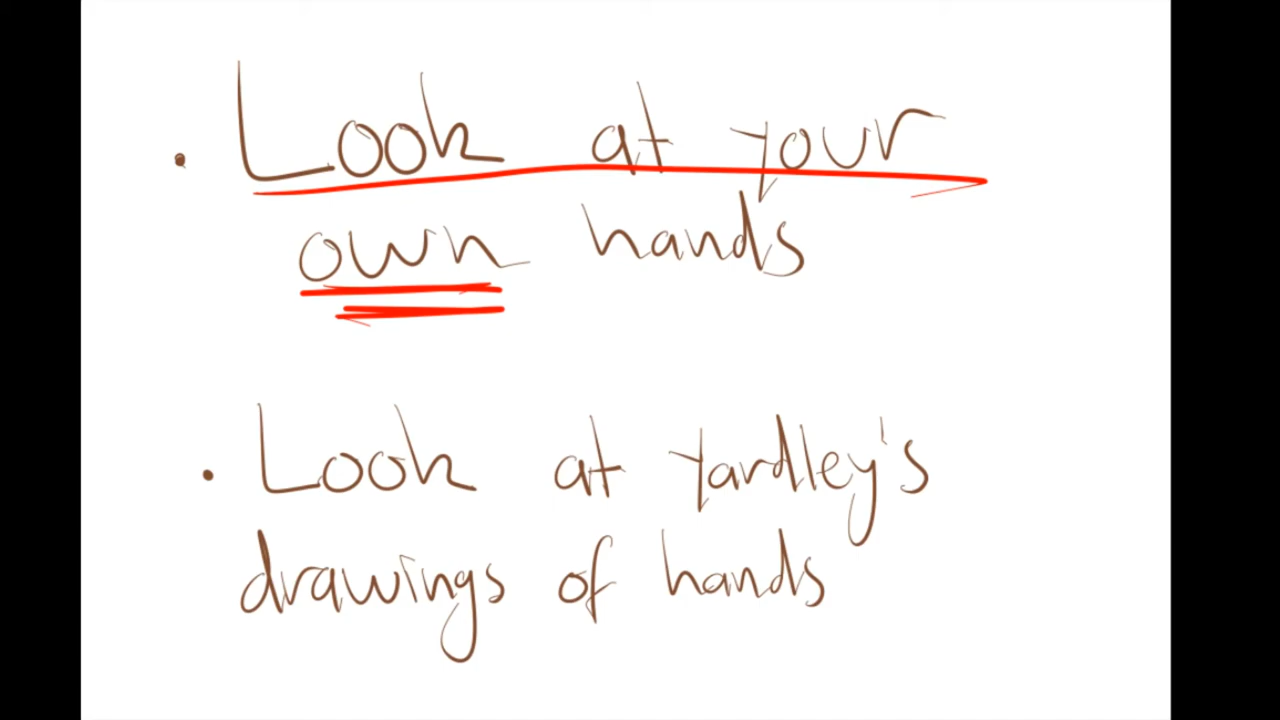 • Look at your
own hands
• Look at Yardley's
drawings of hands